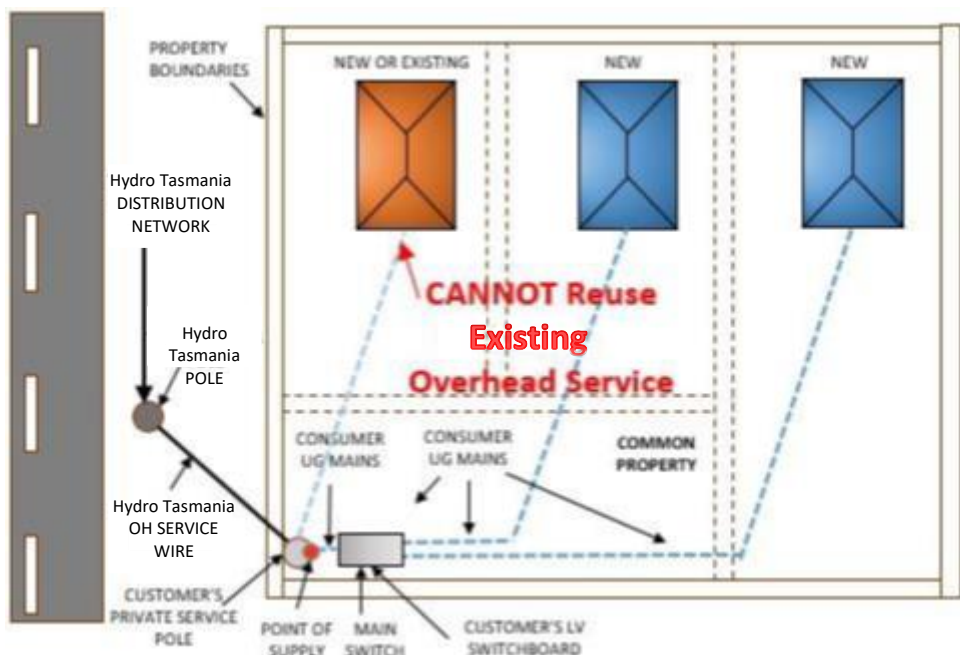 PROPERTY
BOUNDARIES
NEW OR EXISTING
NEW
NEW
Hydro Tasmania
DISTRIBUTION
NETWORK
CANNOT Reuse
Existing
Overhead Service
Hydro
Tasmania
POLE
CONSUMER
UG MAINS
CONSUMER
UG MAINS
COMMON
PROPERTY
Hydro Tasmania
OH SERVICE
WIRE
CUSTOMER'S
PRIVATE SERVICE
POLE
POINT OF
SUPPLY
MAIN
SWITCH
CUSTOMER'S LV
SWITCHBOARD